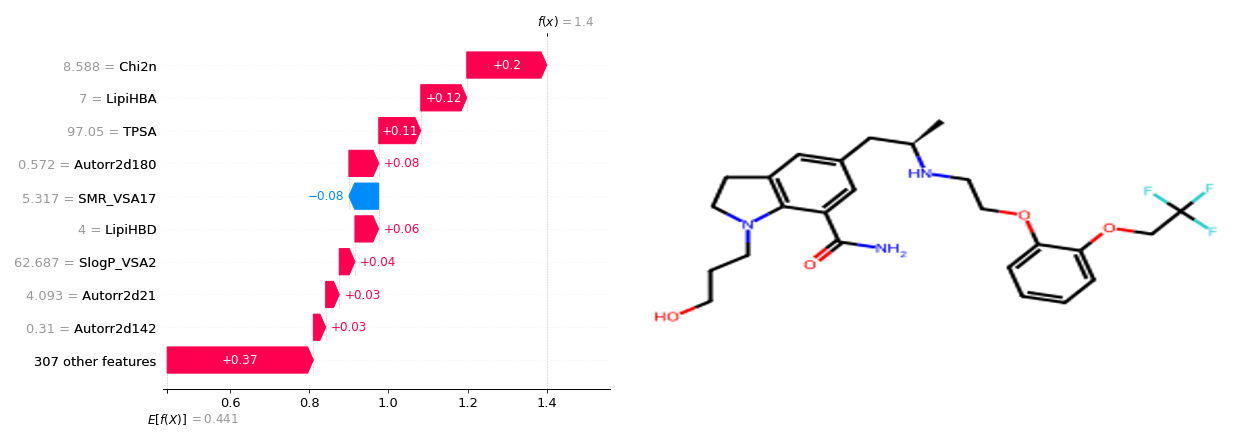 f(x) = 1.4
8.588 = Chi2n
+0.2
7 = LipiHBA
+0.12
97.05 = TPSA
+0.11
0.572 = Autorr2d180
+0.08
5.317 = SMR_VSA17
−0.08
4 = LipiHBD
+0.06
62.687 = SlogP_VSA2
+0.04
4.093 = Autorr2d21
+0.03
0.31 = Autorr2d142
+0.03
307 other features
+0.37
0.6 0.8 1.0 1.2 1.4
E[f(X)] = 0.441
HN
F F
F
O
O
N
O
NH2
HO